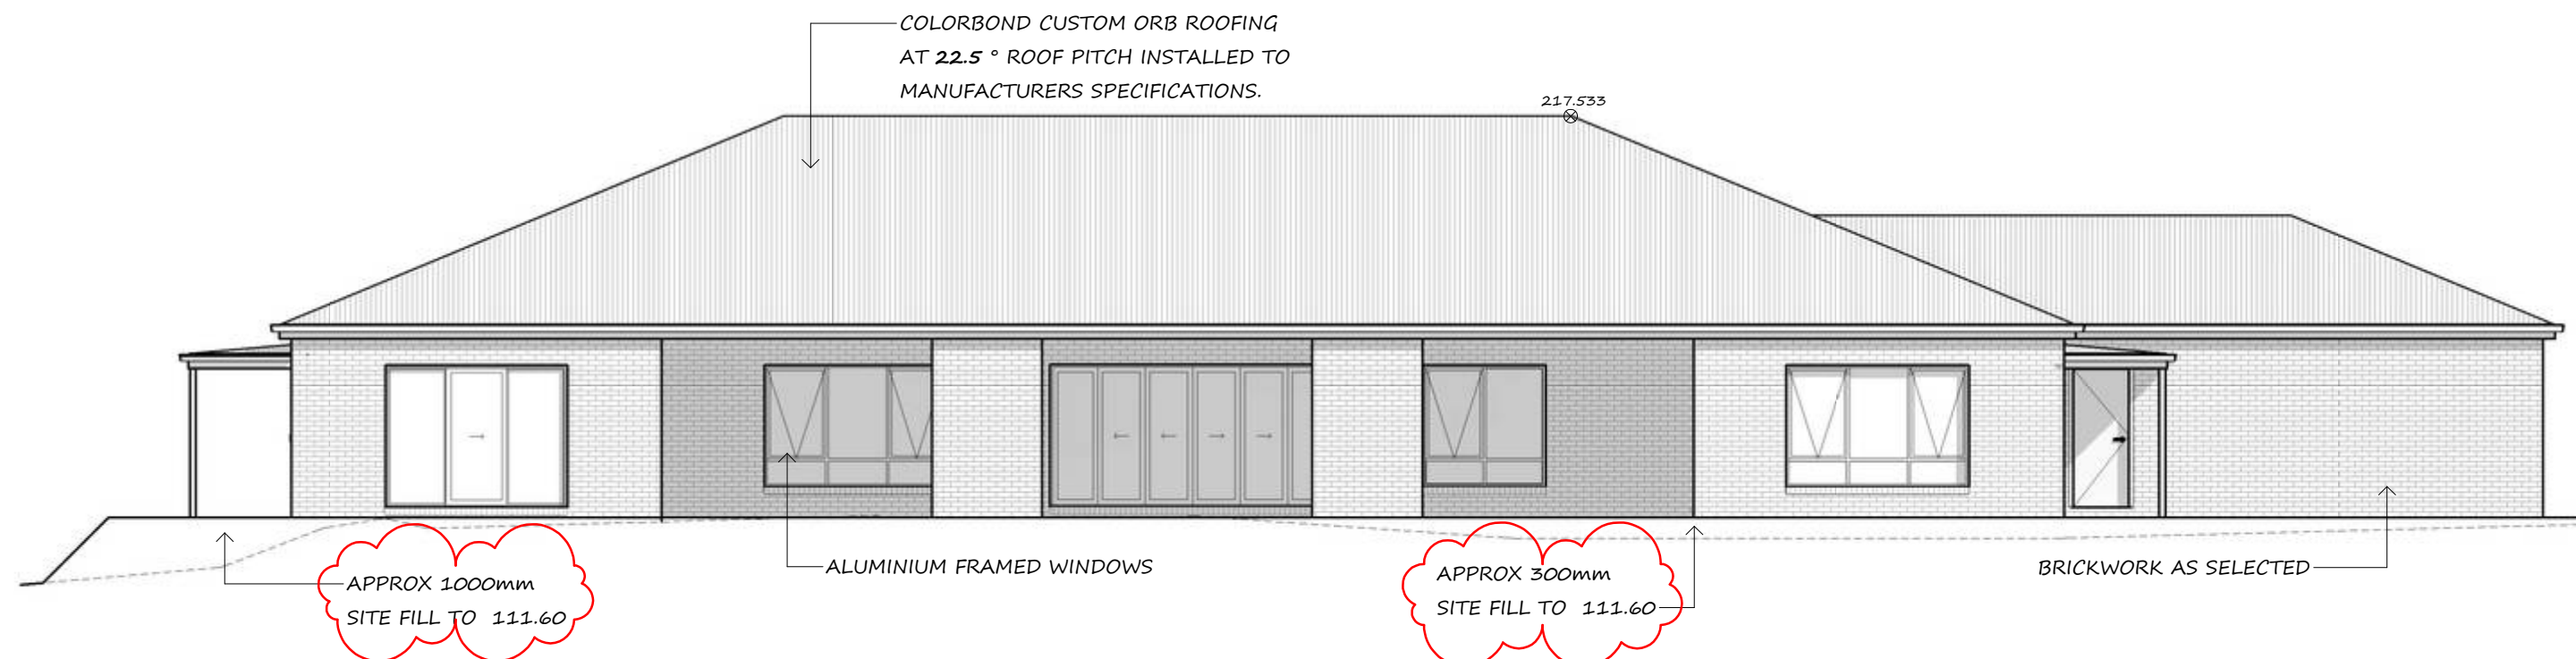 COLORBOND CUSTOM ORB ROOFING
AT 22.5 ° ROOF PITCH INSTALLED TO
MANUFACTURERS SPECIFICATIONS.
217.533
ALUMINIUM FRAMED WINDOWS
BRICKWORK AS SELECTED
APPROX 1000mm
SITE FILL TO 111.60
APPROX 300mm
SITE FILL TO 111.60